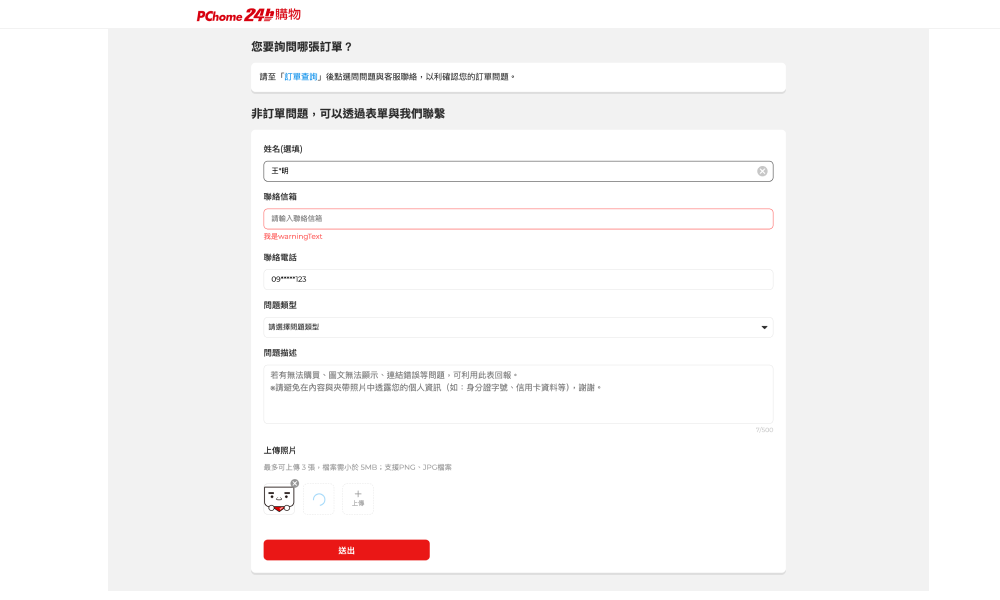 PChome 24h購物
您要詢問哪張訂單？
請至「訂單查詢」後點選問問題與客服聯絡，以利確認您的訂單問題。
非訂單問題，可以透過表單與我們聯繫
姓名(選填)
王*明
聯絡信箱
請輸入聯絡信箱
我是warningText
聯絡電話
09*****123
問題類型
請選擇問題類型
問題描述
若有無法購買、圖文無法顯示、連結錯誤等問題，可利用此表回報。
※請避免在內容與夾帶照片中透露您的個人資訊（如：身分證字號、信用卡資料等），謝謝。
?/500
上傳照片
最多可上傳 3 張，檔案需小於 5MB；支援PNG、JPG檔案
上傳
送出